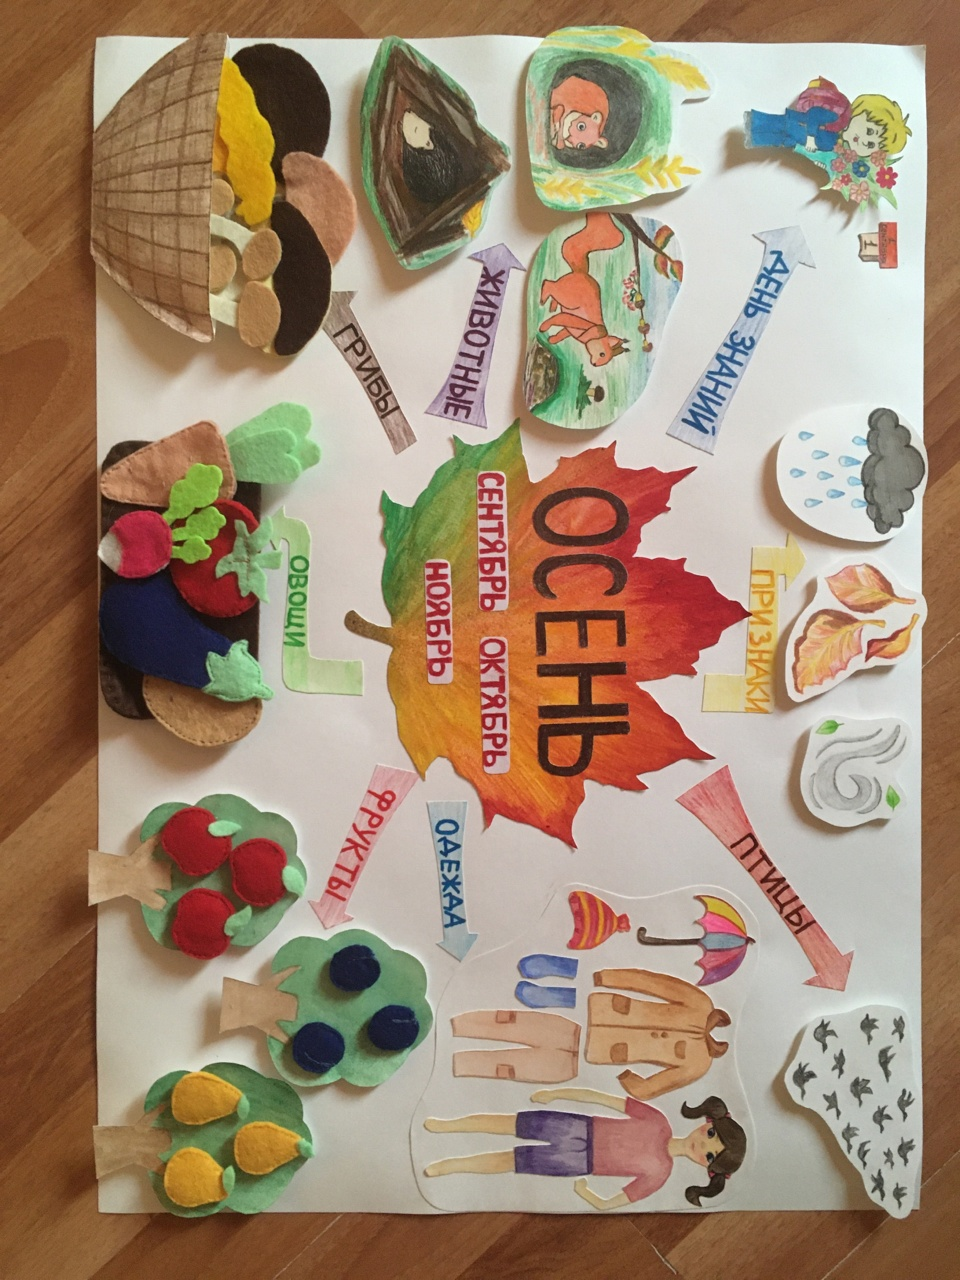 ДЕНЬ ЗНАНИЙ
ПРИЗНАКИ
ПТИЦЫ
ЖИВОТНЫЕ
ОСЕНЬ
СЕНТЯБРЬ ОКТЯБРЬ
НОЯБРЬ
ГРИБЫ
ОВОЩИ
ФРУКТЫ
ОДЕЖДА